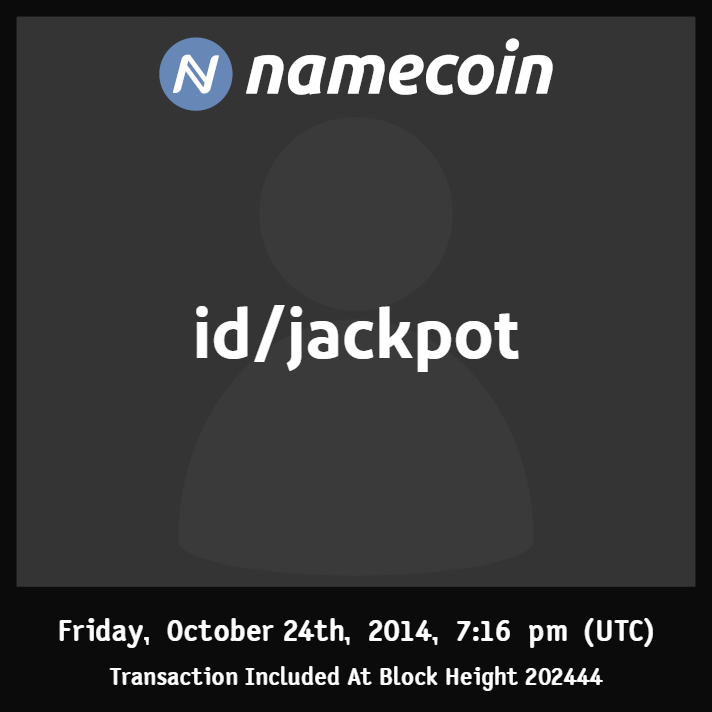 namecoin
id/jackpot
Friday, October 24th, 2014, 7:16 pm (UTC)
Transaction Included At Block Height 202444